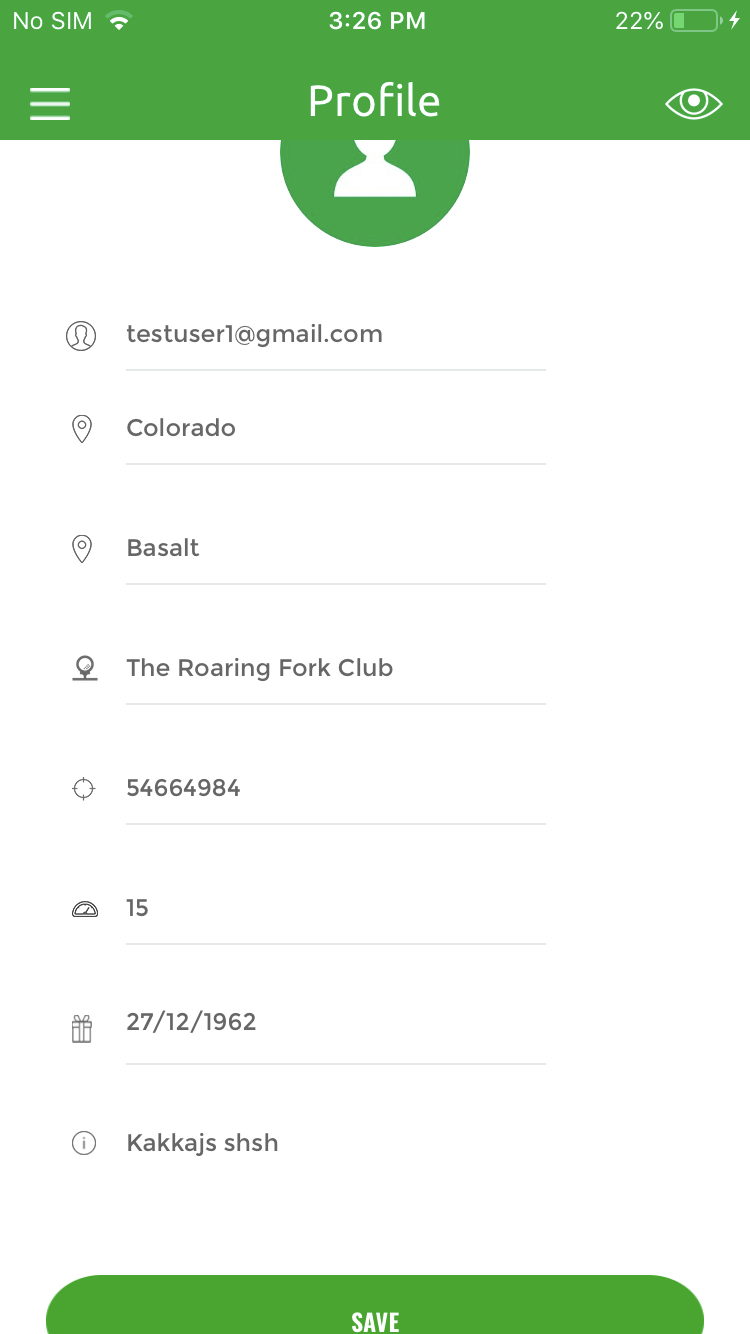 No SIM 3:26 PM 22%
Profile
testuser1@gmail.com
Colorado
Basalt
The Roaring Fork Club
54664984
15
27/12/1962
Kakkajs shsh
SAVE